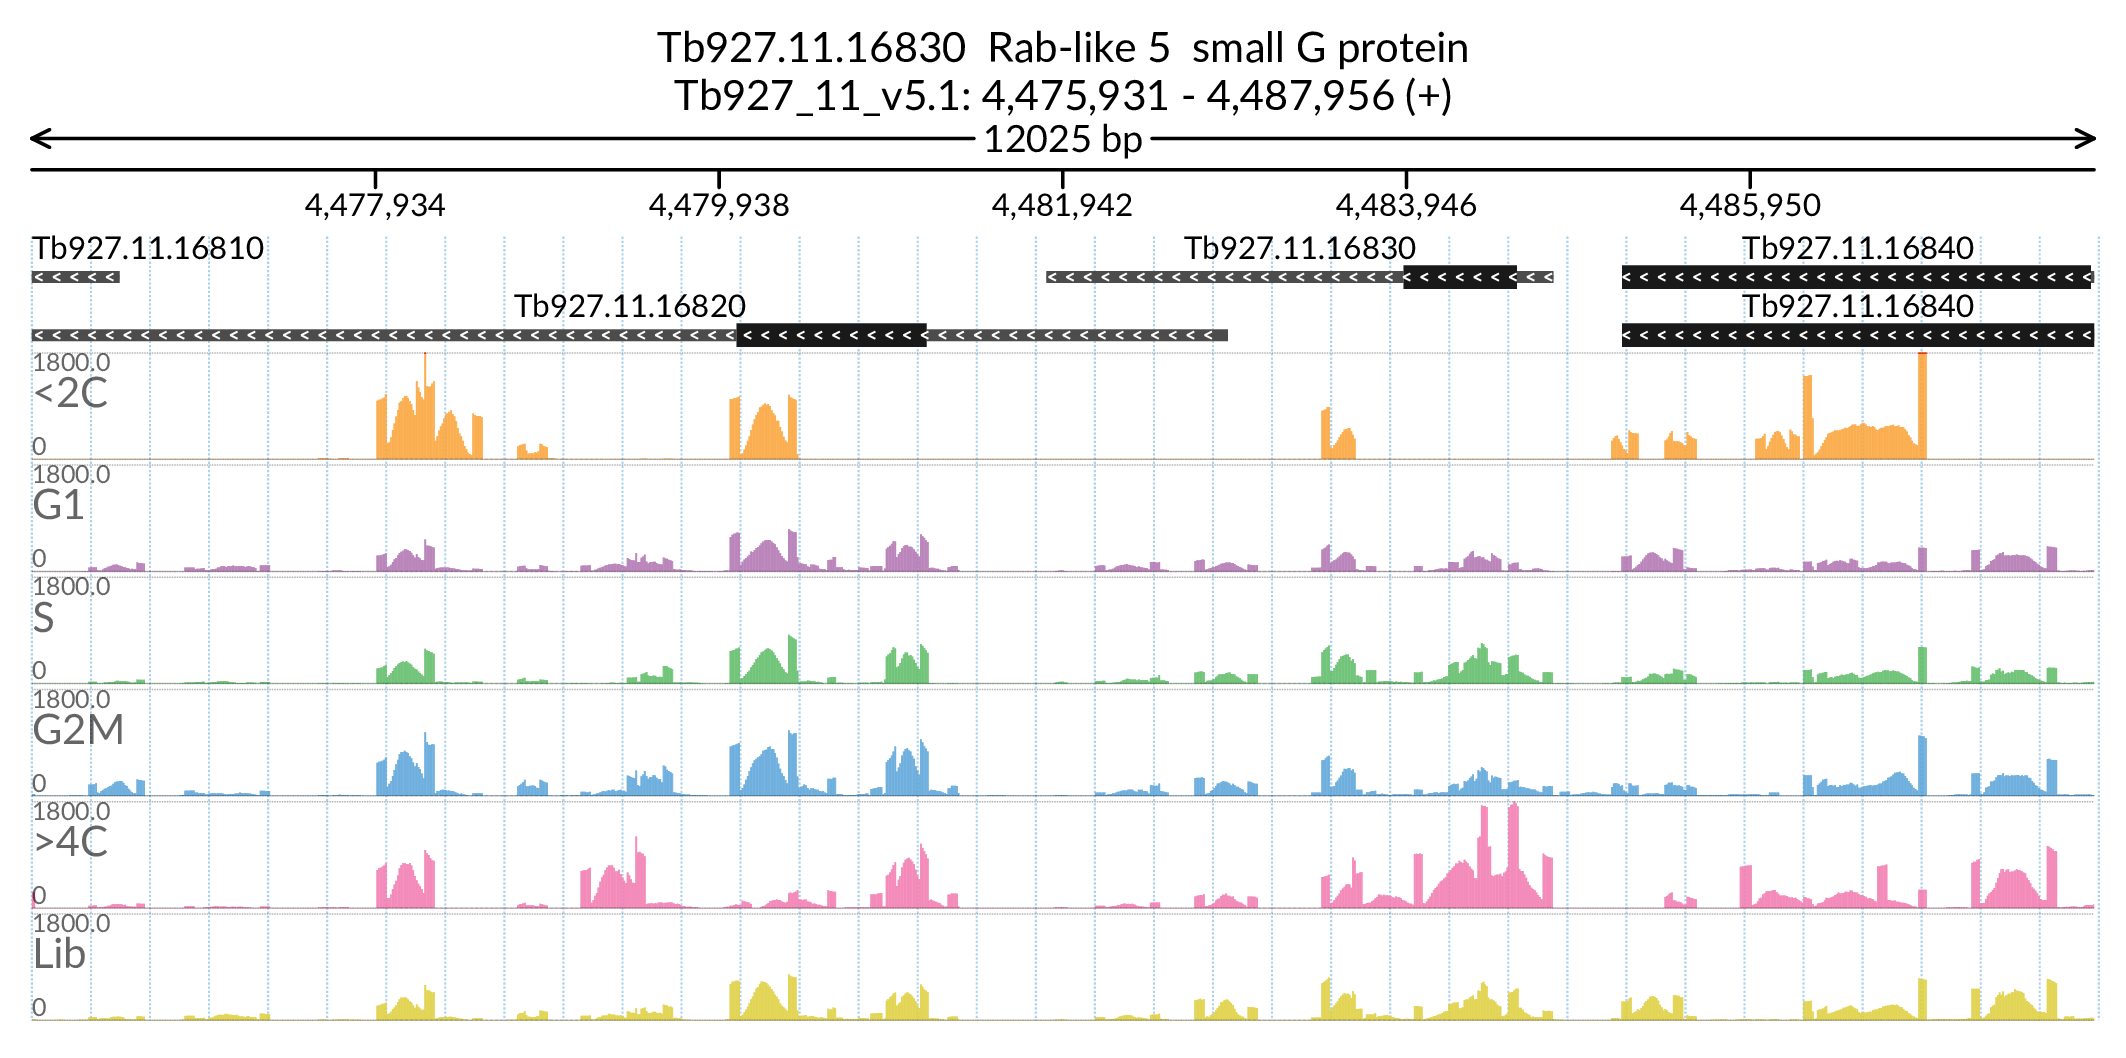 Tb927.11.16830  Rab-like 5  small G protein
Tb927_11_v5.1: 4,475,931 - 4,487,956 (+)
12025 bp
4,477,934 4,479,938 4,481,942 4,483,946 4,485,950
Tb927.11.16810 Tb927.11.16830 Tb927.11.16840
Tb927.11.16820 Tb927.11.16840
1800.0
<2C
0
1800.0
G1
0
1800.0
S
0
1800.0
G2M
0
1800.0
>4C
0
1800.0
Lib
0